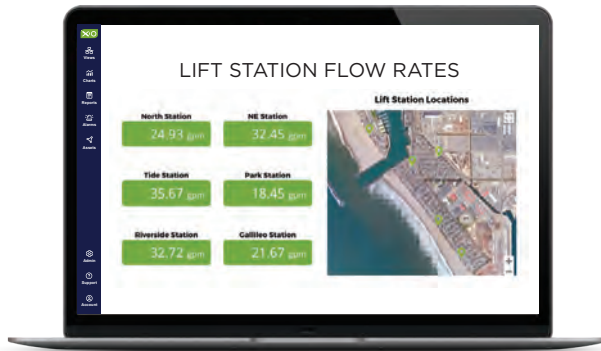 XiO
Views
Charts
Reports
Alarms
Assets
Admin
Support
Account
LIFT STATION FLOW RATES
North Station
24.93 gpm
NE Station
32.45 gpm
Tide Station
35.67 gpm
Park Station
18.45 gpm
Riverside Station
32.72 gpm
Gallileo Station
21.67 gpm
Lift Station Locations
+
−